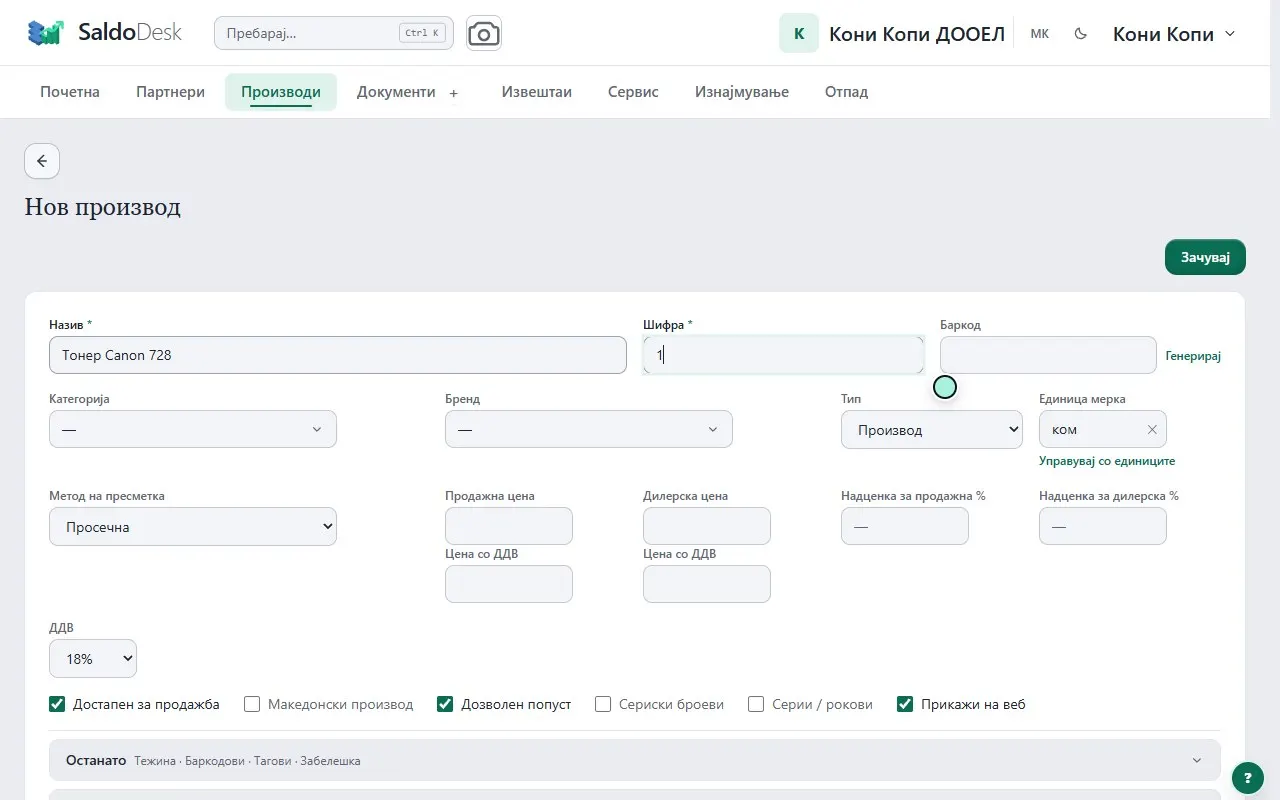 SaldoDesk
Пребарај...
Ctrl K
К
Кони Копи ДООЕЛ
МК
Кони Копи
Почетна
Партнери
Производи
Документи
+
Извештаи
Сервис
Изнајмување
Отпад
Нов производ
Зачувај
Назив *
Шифра *
Баркод
Тонер Canon 728
1
Генерирај
Категорија
Бренд
Тип
Единица мерка
—
—
Производ
ком
Управувај со единиците
Метод на пресметка
Продажна цена
Дилерска цена
Надценка за продажна %
Надценка за дилерска %
Просечна
—
—
Цена со ДДВ
Цена со ДДВ
ДДВ
18%
Достапен за продажба
Македонски производ
Дозволен попуст
Сериски броеви
Серии / рокови
Прикажи на веб
Останато Тежина · Баркодови · Тагови · Забелешка
?